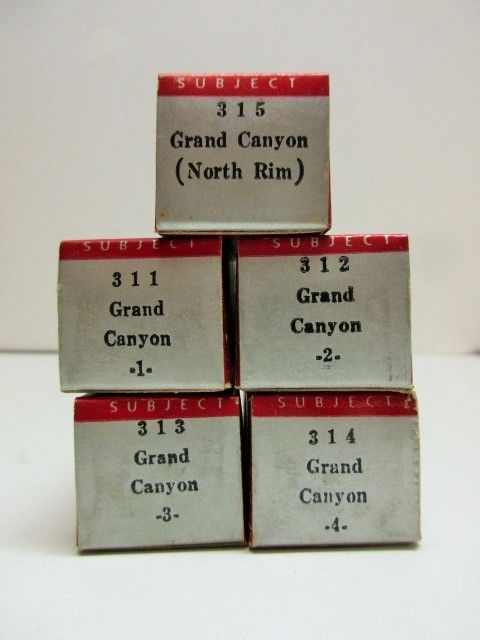 SUBJECT
315
Grand Canyon
(North Rim)
SUBJECT
311
Grand
Canyon
-1-
SUBJECT
312
Grand
Canyon
-2-
SUBJECT
313
Grand
Canyon
-3-
SUBJECT
314
Grand
Canyon
-4-